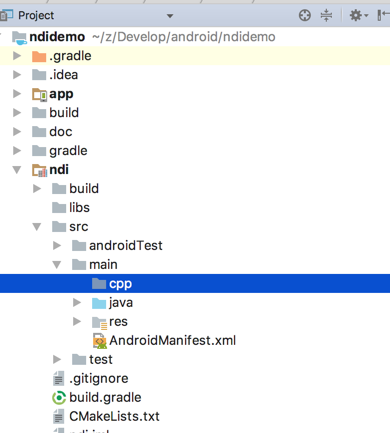 Project
ndidemo ~/z/Develop/android/ndidemo
.gradle
.idea
app
build
doc
gradle
ndi
build
libs
src
androidTest
main
cpp
java
res
AndroidManifest.xml
test
.gitignore
build.gradle
CMakeLists.txt